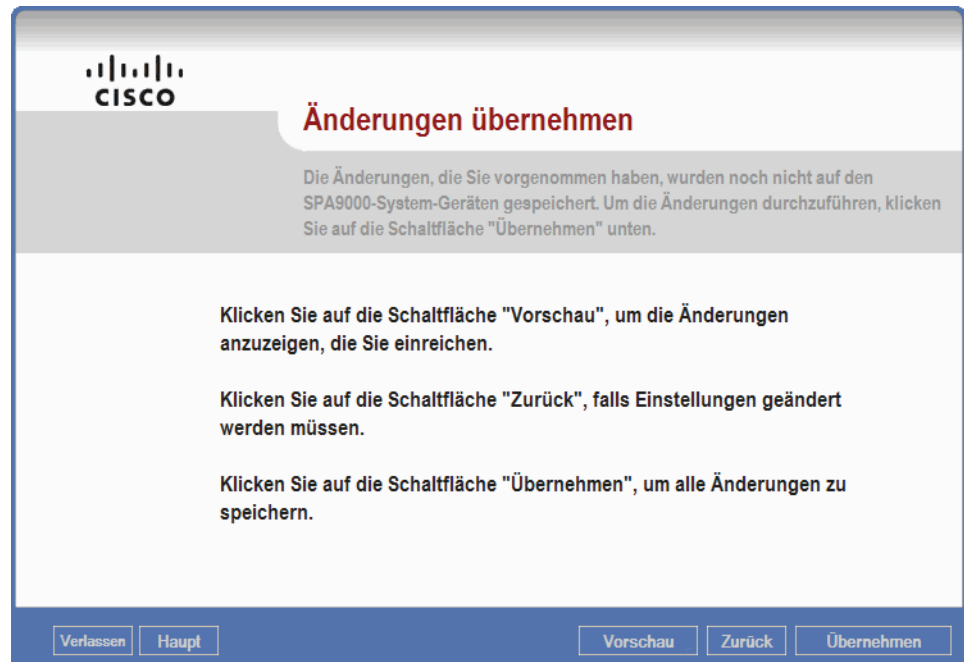 CISCO
Änderungen übernehmen
Die Änderungen, die Sie vorgenommen haben, wurden noch nicht auf den
SPA9000-System-Geräten gespeichert. Um die Änderungen durchzuführen, klicken
Sie auf die Schaltfläche "Übernehmen" unten.
Klicken Sie auf die Schaltfläche "Vorschau", um die Änderungen
anzuzeigen, die Sie einreichen.
Klicken Sie auf die Schaltfläche "Zurück", falls Einstellungen geändert
werden müssen.
Klicken Sie auf die Schaltfläche "Übernehmen", um alle Änderungen zu
speichern.
Verlassen Haupt Vorschau Zurück Übernehmen